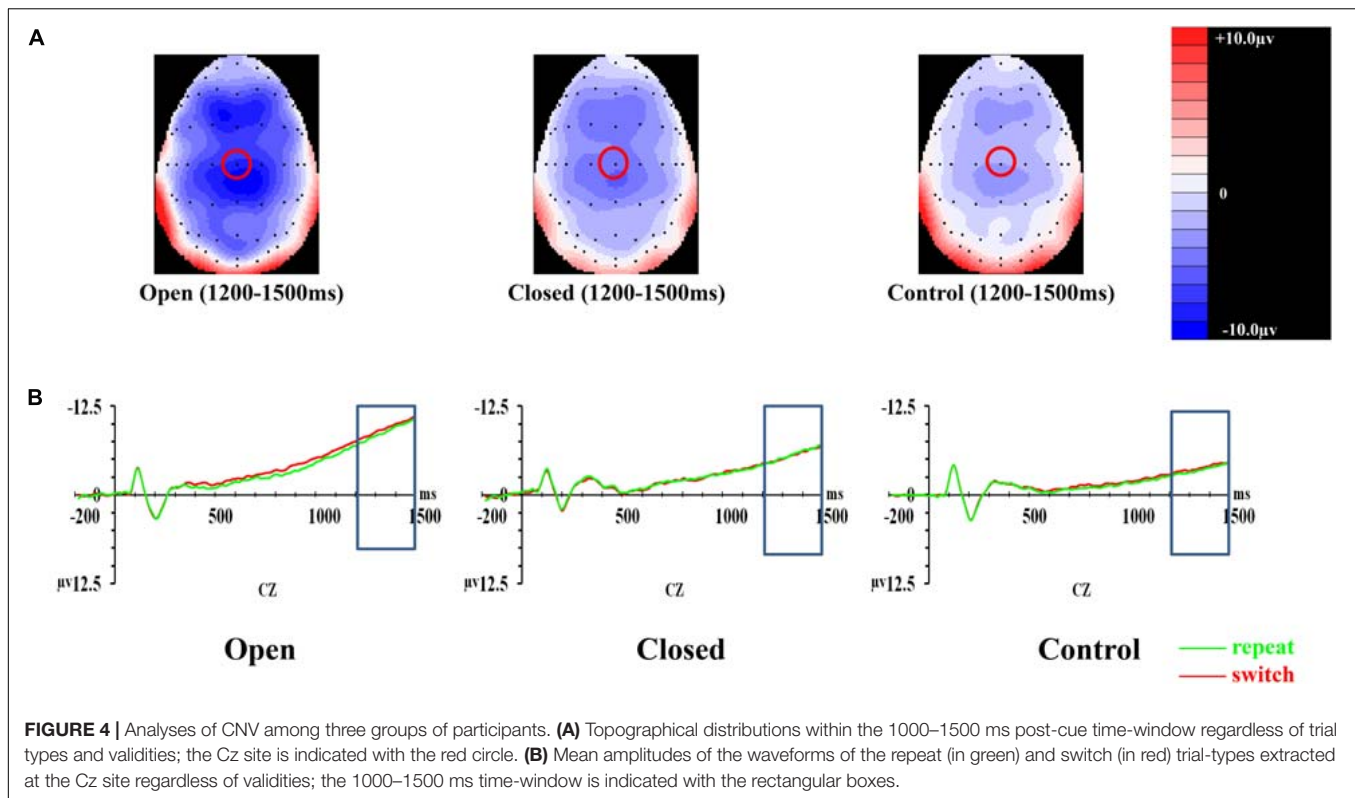 A
+10.0μv
0
-10.0μv
Open (1200-1500ms)
Closed (1200-1500ms)
Control (1200-1500ms)
B
-12.5
-12.5
-12.5
0
ms
0
ms
0
ms
-200
500
1000
1500
-200
500
1000
1500
-200
500
1000
1500
μv12.5
μv12.5
μv12.5
CZ
CZ
CZ
Open
Closed
Control
repeat
switch
FIGURE 4 | Analyses of CNV among three groups of participants. (A) Topographical distributions within the 1000–1500 ms post-cue time-window regardless of trial
types and validities; the Cz site is indicated with the red circle. (B) Mean amplitudes of the waveforms of the repeat (in green) and switch (in red) trial-types extracted
at the Cz site regardless of validities; the 1000–1500 ms time-window is indicated with the rectangular boxes.